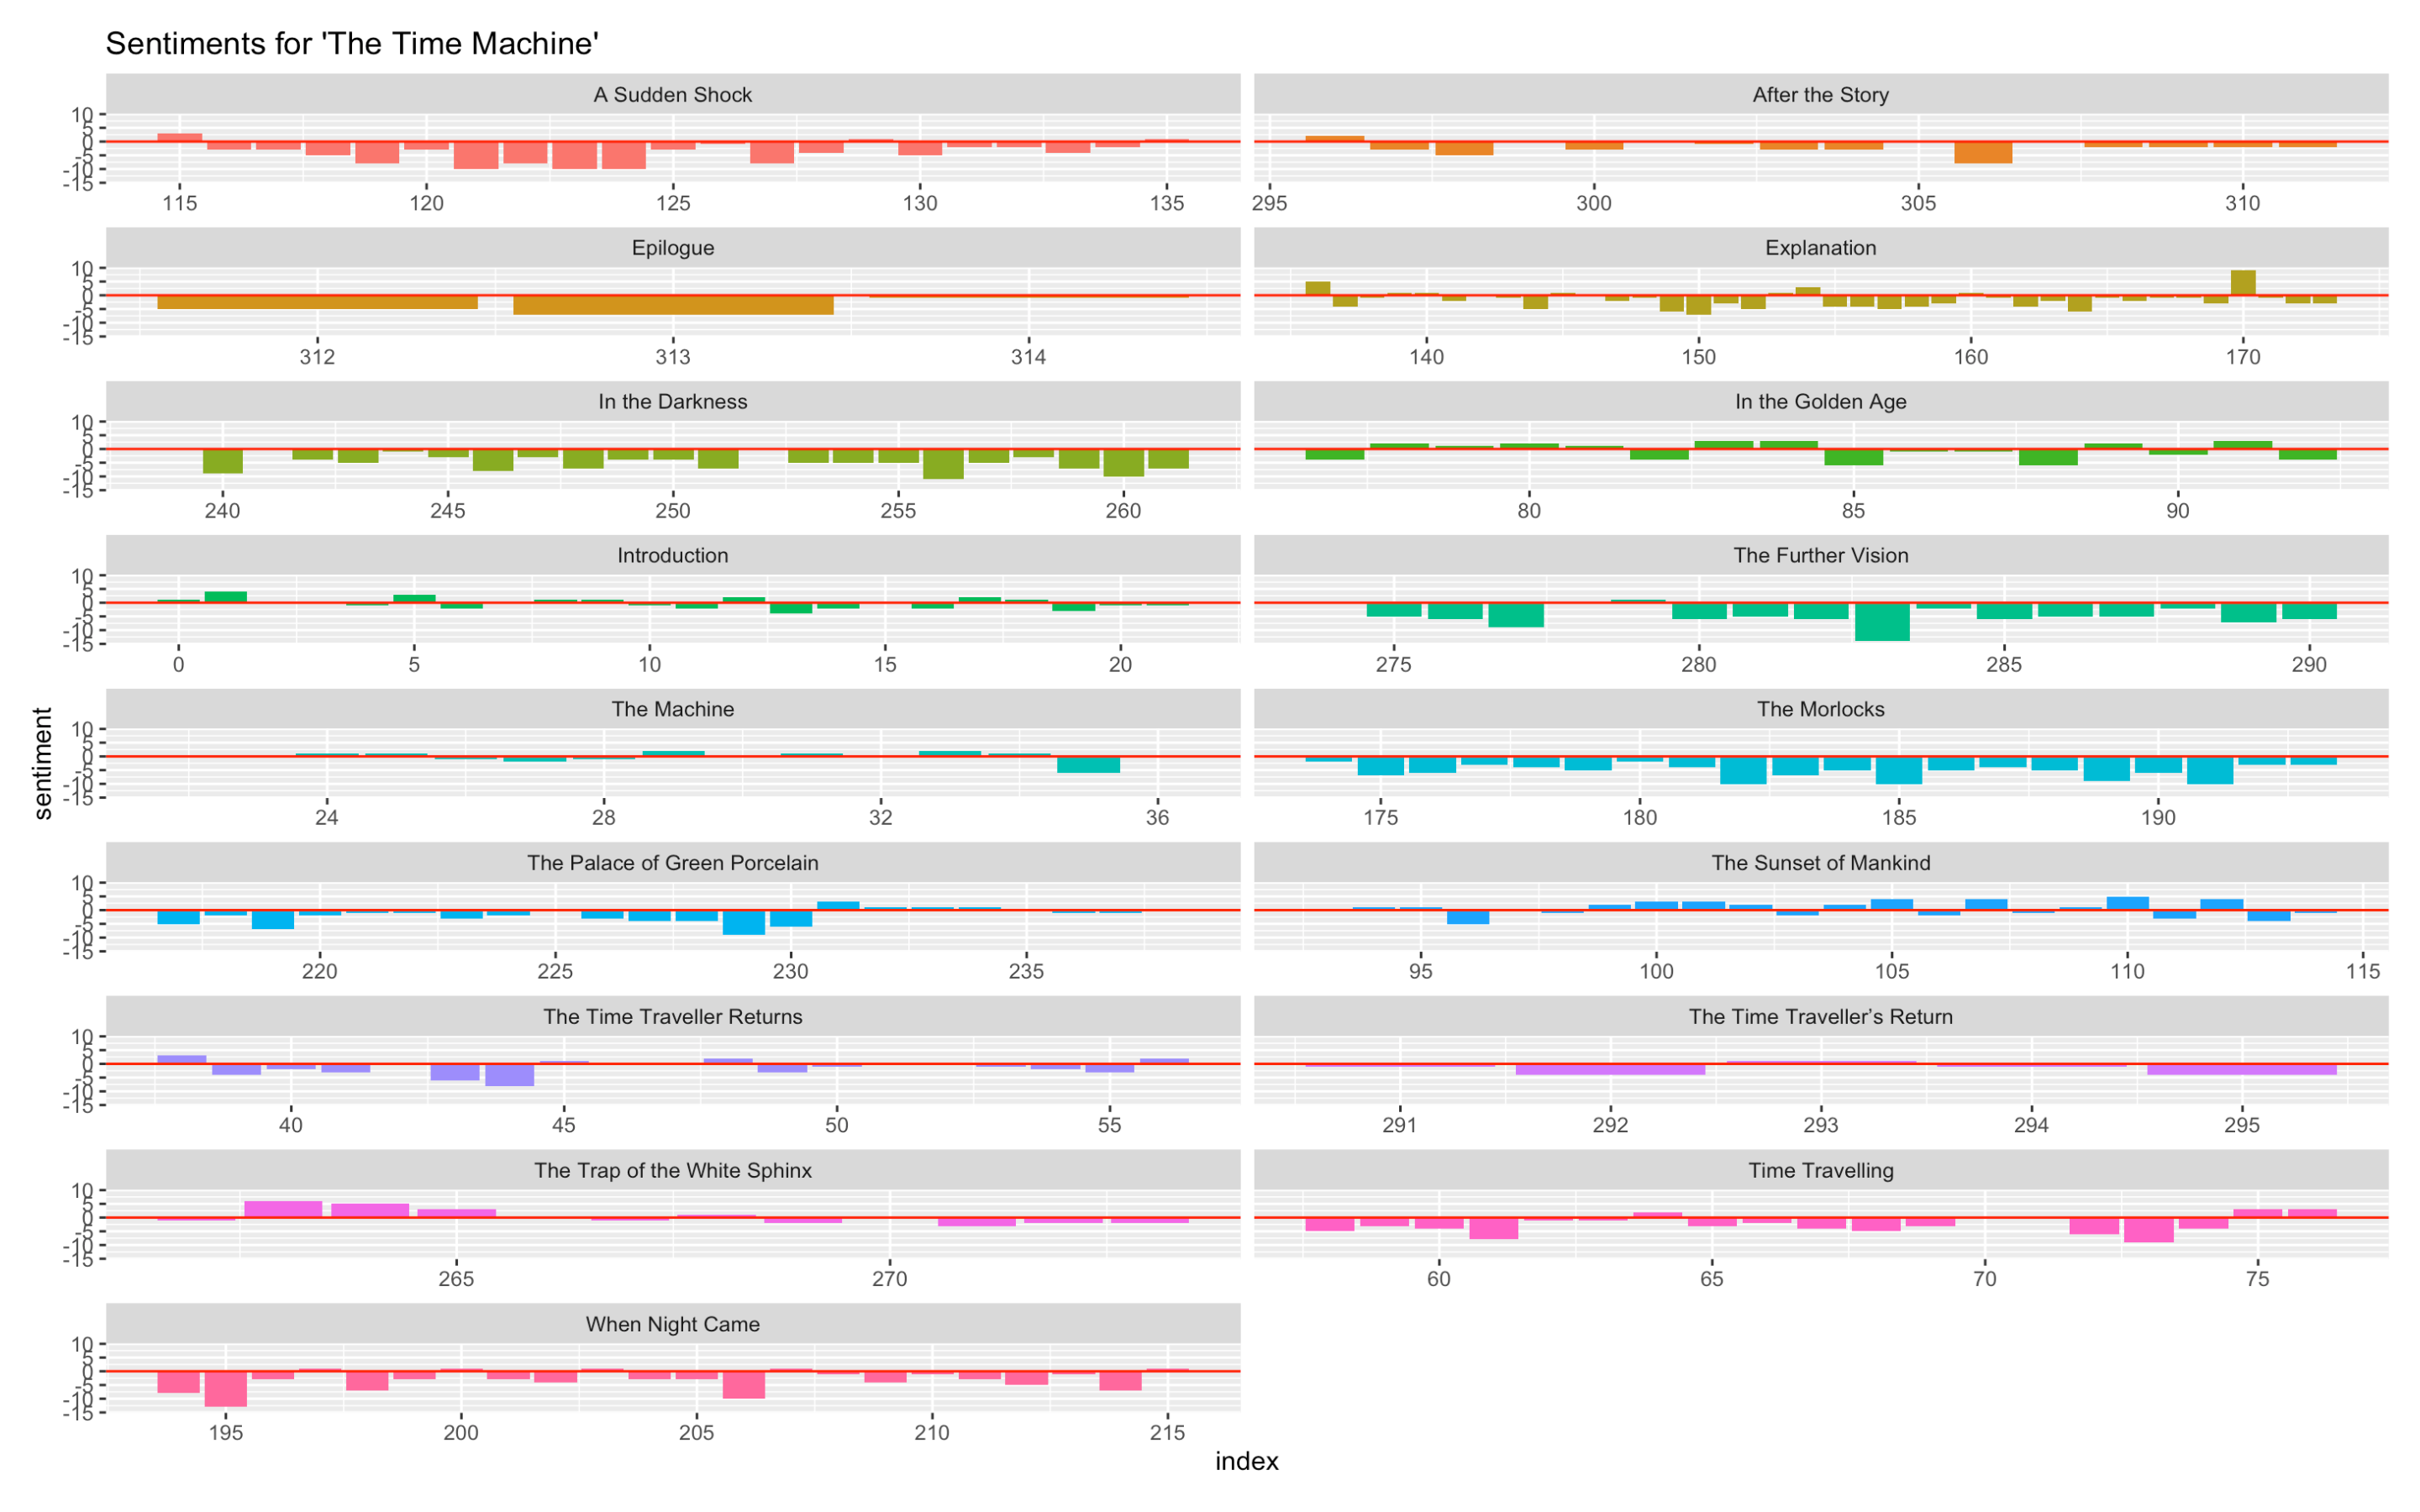 Sentiments for 'The Time Machine'
A Sudden Shock
After the Story
10
5
0
-5
-10
-15
115 120 125 130 135
295 300 305 310
Epilogue
Explanation
10
5
0
-5
-10
-15
312 313 314
140 150 160 170
In the Darkness
In the Golden Age
10
5
0
-5
-10
-15
240 245 250 255 260
80 85 90
Introduction
The Further Vision
10
5
0
-5
-10
-15
0 5 10 15 20
275 280 285 290
The Machine
The Morlocks
sentiment
10
5
0
-5
-10
-15
24 28 32 36
175 180 185 190
The Palace of Green Porcelain
The Sunset of Mankind
10
5
0
-5
-10
-15
220 225 230 235
95 100 105 110 115
The Time Traveller Returns
The Time Traveller’s Return
10
5
0
-5
-10
-15
40 45 50 55
291 292 293 294 295
The Trap of the White Sphinx
Time Travelling
10
5
0
-5
-10
-15
265 270
60 65 70 75
When Night Came
10
5
0
-5
-10
-15
195 200 205 210 215
index